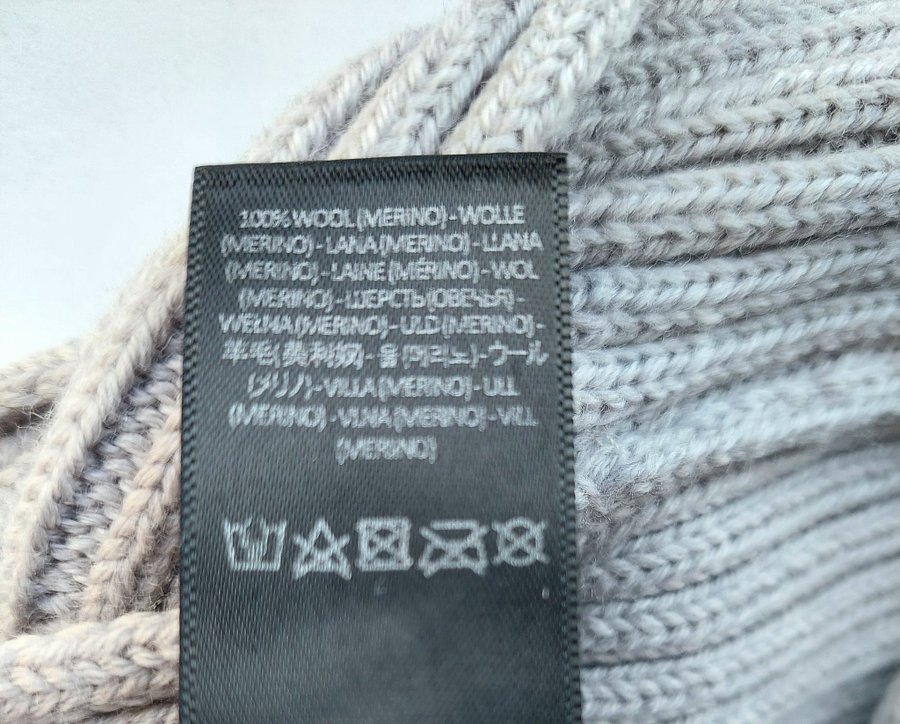 100% WOOL (MERINO) - WOLLE
(MERINO) - LANA (MERINO) - LLANA
(MERINO) - LAINE (MÉRINO) - WOL
(MERINO) - ШЕРСТЬ (ОВЕЧЬЯ) -
WEŁNA (MERINO) - ULD (MERINO) -
羊毛(美利奴) - 울 (메리노) - ウール
(メリノ) - VILLA (MERINO) - ULL
(MERINO) - VLNA (MERINO) - VILL
(MERINO)